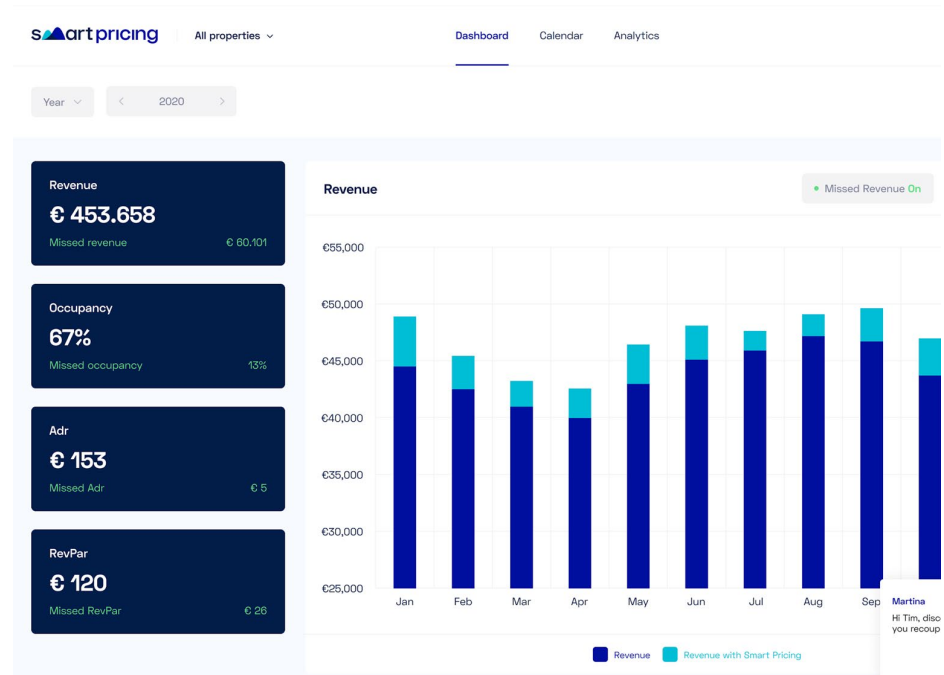 smart pricing
All properties
Dashboard Calendar Analytics
Year
2020
Revenue
€ 453.658
Missed revenue € 60.101
Occupancy
67%
Missed occupancy 13%
Adr
€ 153
Missed Adr € 5
RevPar
€ 120
Missed RevPar € 26
Revenue
Missed Revenue On
€55,000
€50,000
€45,000
€40,000
€35,000
€30,000
€25,000
Jan Feb Mar Apr May Jun Jul Aug Sep
Revenue Revenue with Smart Pricing
Martina
Hi Tim, disc
you recoup